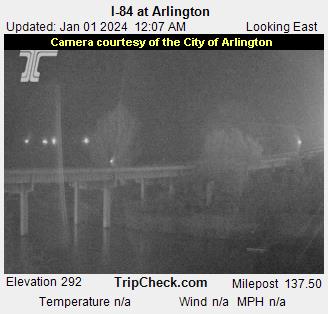 I-84 at Arlington
Updated: Jan 01 2024 12:07 AM Looking East
Camera courtesy of the City of Arlington
Elevation 292 TripCheck.com Milepost 137.50
Temperature n/a Wind n/a MPH n/a